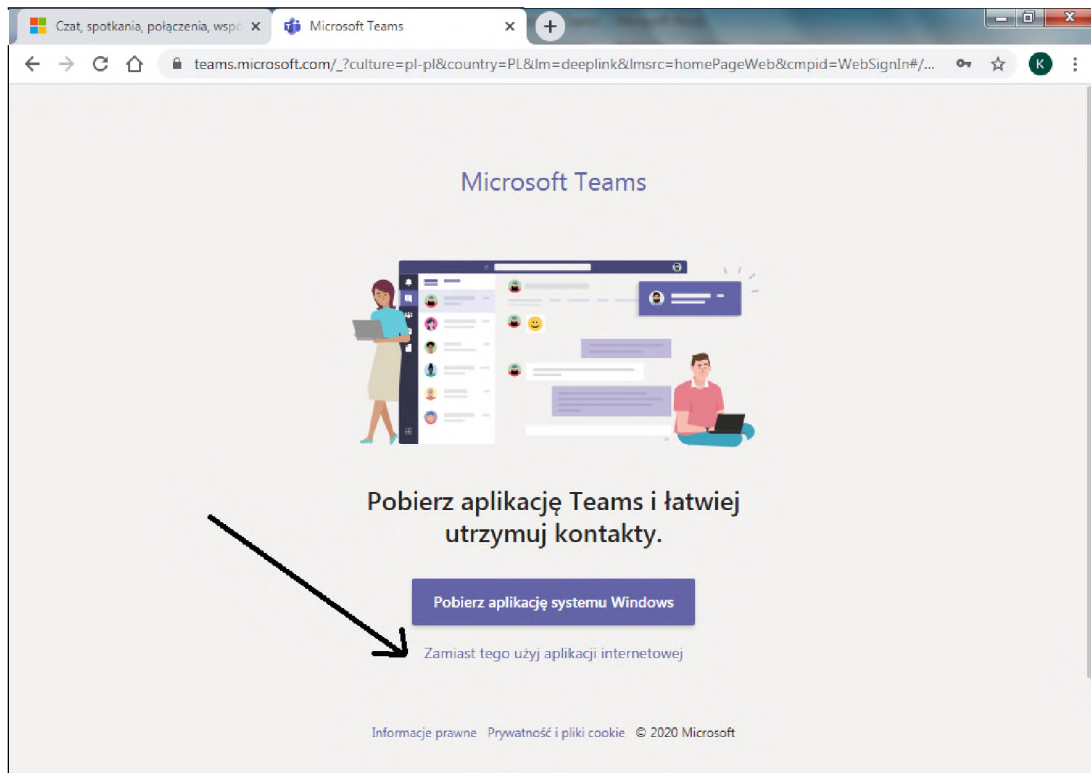 Czat, spotkania, połączenia, wspó
Microsoft Teams
teams.microsoft.com/_?culture=pl-pl&country=PL&lm=deeplink&lmsrc=homePageWeb&cmpid=WebSignIn#/...
K
Microsoft Teams
Pobierz aplikację Teams i łatwiej
utrzymuj kontakty.
Pobierz aplikację systemu Windows
Zamiast tego użyj aplikacji internetowej
Informacje prawne Prywatność i pliki cookie © 2020 Microsoft